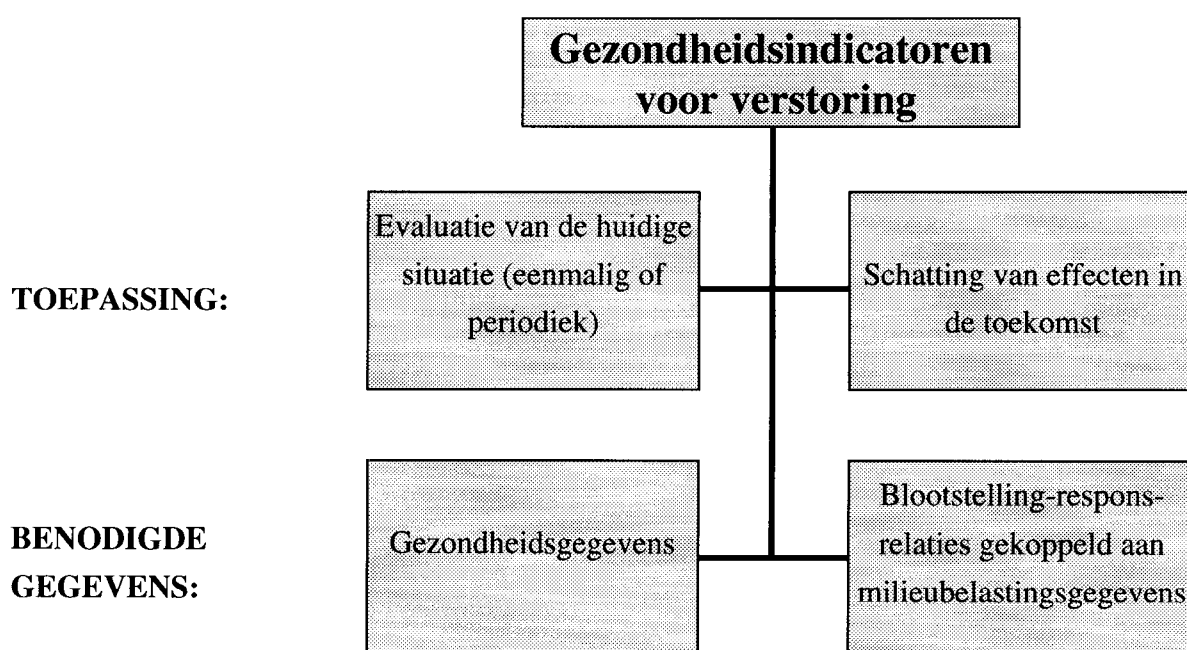 Gezondheidsindicatoren
voor verstoring
TOEPASSING:
Evaluatie van de huidige
situatie (eenmalig of
periodiek)
Schatting van effecten in
de toekomst
BENODIGDE
GEGEVENS:
Gezondheidsgegevens
Blootstelling-respons-
relaties gekoppeld aan
milieubelastingsgegevens